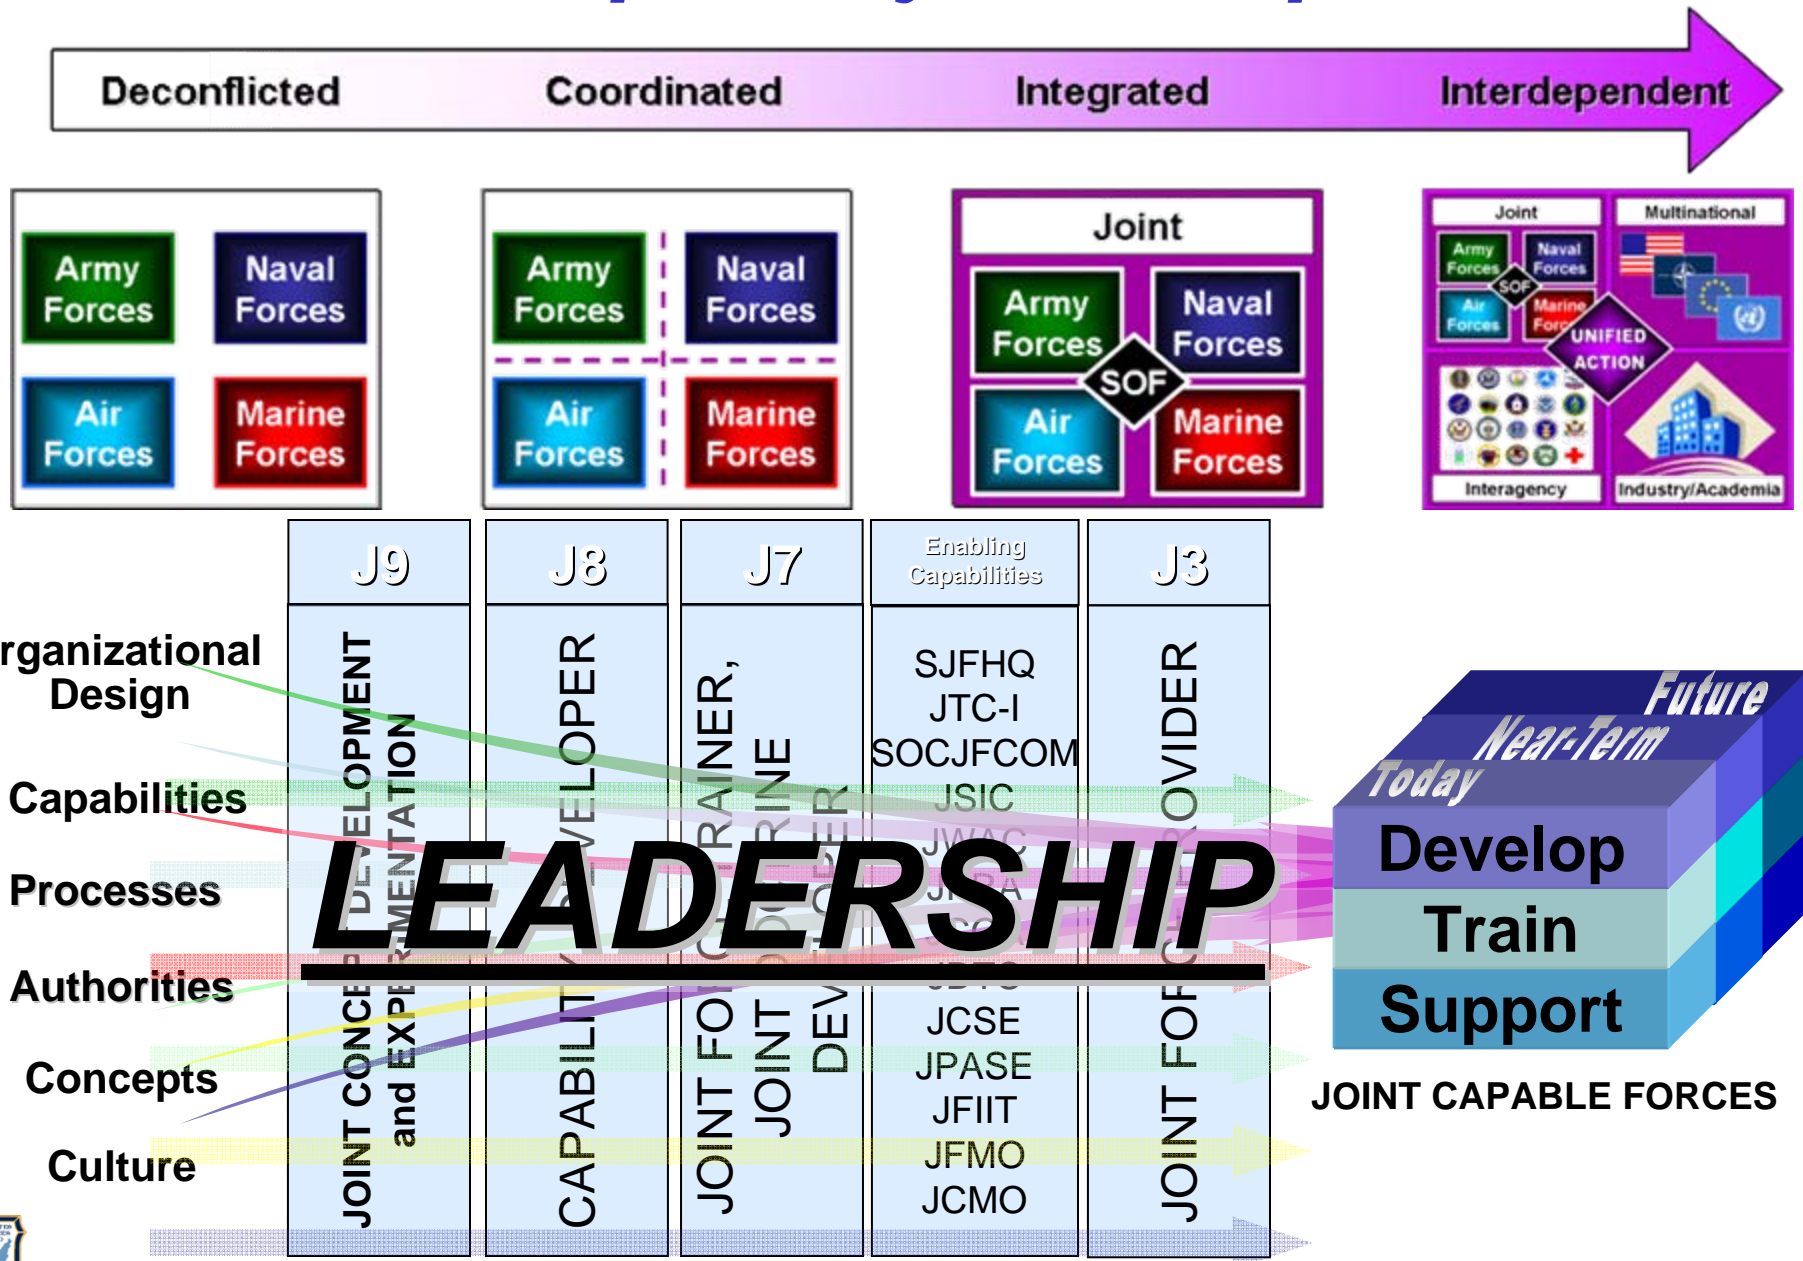 Deconflicted
Coordinated
Integrated
Interdependent
Army
Forces
Naval
Forces
Air
Forces
Marine
Forces
Army
Forces
Naval
Forces
Air
Forces
Marine
Forces
Joint
Army
Forces
Naval
Forces
SOF
Air
Forces
Marine
Forces
Joint
Multinational
Army
Forces
Naval
Forces
SOF
Air
Forces
Marine
UNIFIED
ACTION
Interagency
Industry/Academia
J9
J8
J7
Enabling
Capabilities
J3
rganizational
Design
Capabilities
Processes
Authorities
Concepts
Culture
JOINT CONCEPT DEVELOPMENT
and EXPERIMENTATION
CAPABILITY DEVELOPER
JOINT FORCE TRAINER,
JOINT DOCTRINE
DEVELOPER
SJFHQ
JTC-I
SOCJFCOM
JSIC
JWAC
JCSE
JPASE
JFIIT
JFMO
JCMO
JOINT FORCE PROVIDER
LEADERSHIP
Future
Near-Term
Today
Develop
Train
Support
JOINT CAPABLE FORCES